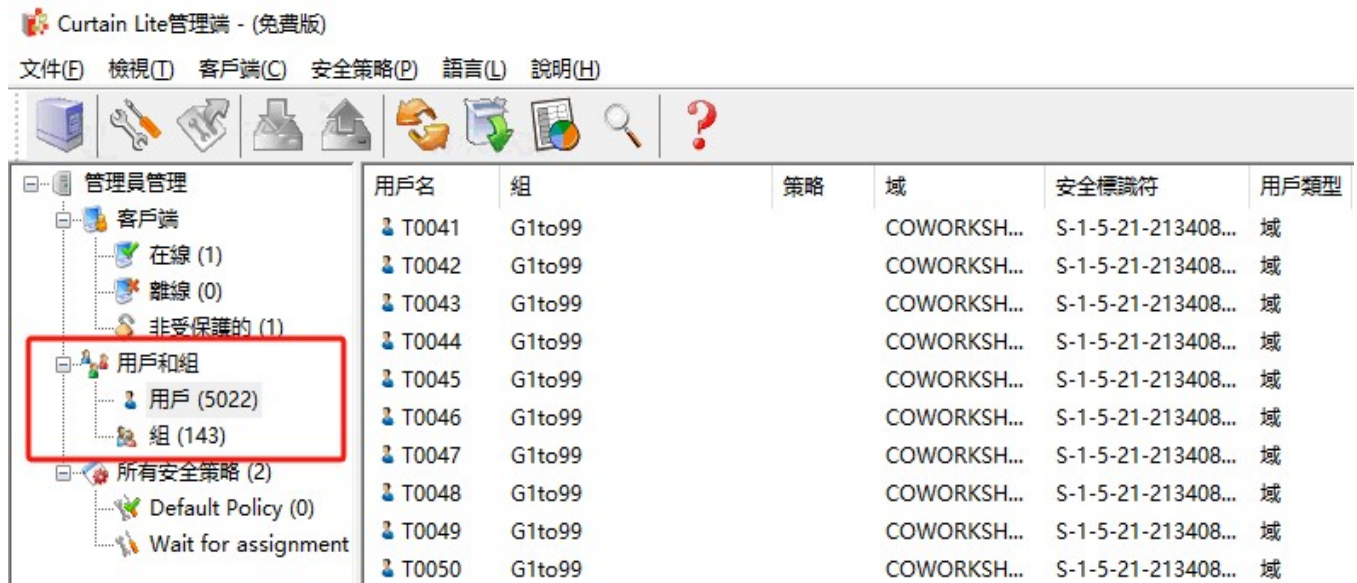 Curtain Lite管理端 - (免費版)
文件(F) 檢視(T) 客戶端(C) 安全策略(P) 語言(L) 說明(H)
管理員管理
客戶端
在線 (1)
離線 (0)
非受保護的 (1)
用戶和組
用戶 (5022)
組 (143)
所有安全策略 (2)
Default Policy (0)
Wait for assignment
用戶名 組 策略 域 安全標識符 用戶類型
T0041 G1to99 COWORKSH... S-1-5-21-213408... 域
T0042 G1to99 COWORKSH... S-1-5-21-213408... 域
T0043 G1to99 COWORKSH... S-1-5-21-213408... 域
T0044 G1to99 COWORKSH... S-1-5-21-213408... 域
T0045 G1to99 COWORKSH... S-1-5-21-213408... 域
T0046 G1to99 COWORKSH... S-1-5-21-213408... 域
T0047 G1to99 COWORKSH... S-1-5-21-213408... 域
T0048 G1to99 COWORKSH... S-1-5-21-213408... 域
T0049 G1to99 COWORKSH... S-1-5-21-213408... 域
T0050 G1to99 COWORKSH... S-1-5-21-213408... 域